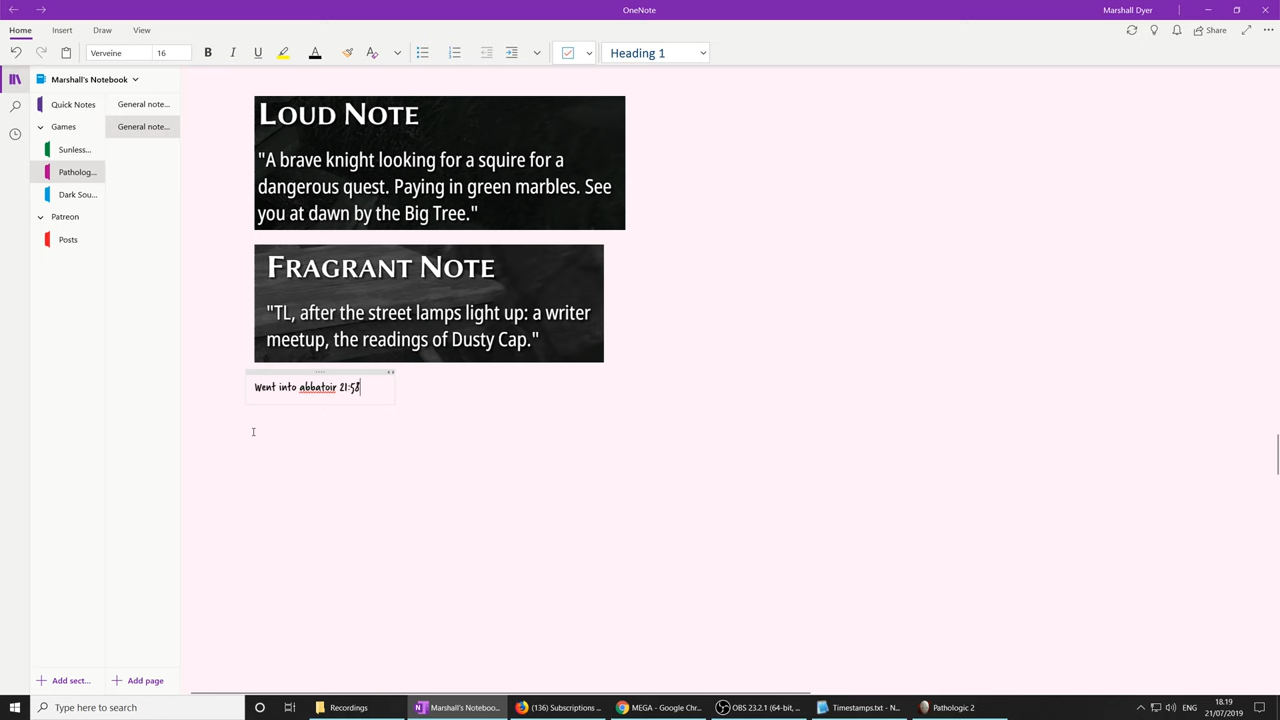 OneNote
Marshall Dyer
Home
Insert
Draw
View
Share
Verveine
16
B
I
U
A
Heading 1
Marshall's Notebook
Quick Notes
General note...
Games
General note...
Sunless...
Patholog...
Dark Sou...
Patreon
Posts
LOUD NOTE
"A brave knight looking for a squire for a
dangerous quest. Paying in green marbles. See
you at dawn by the Big Tree."
FRAGRANT NOTE
"TL, after the street lamps light up: a writer
meetup, the readings of Dusty Cap."
Went into abbatoir 21:58
Add sect...
Add page
Type here to search
Recordings
Marshall's Noteboo...
(136) Subscriptions ...
MEGA - Google Chr...
OBS 23.2.1 (64-bit, ...
Timestamps.txt - N...
Pathologic 2
ENG
18.19
21/07/2019